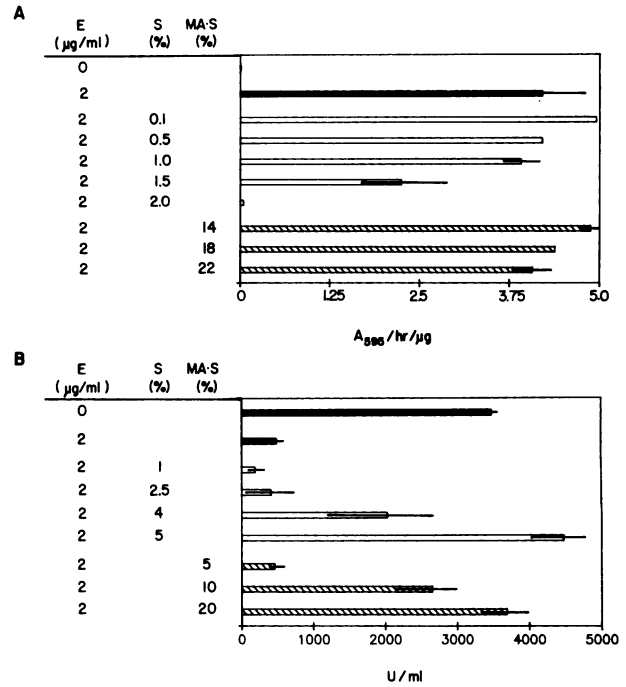 A
E S MA·S
(µg/ml) (%) (%)
0
2
2 0.1
2 0.5
2 1.0
2 1.5
2 2.0
2 14
2 18
2 22
0 1.25 2.5 3.75 5.0
A595/hr/µg
B
E S MA·S
(µg/ml) (%) (%)
0
2
2 1
2 2.5
2 4
2 5
2 5
2 10
2 20
0 1000 2000 3000 4000 5000
U/ml